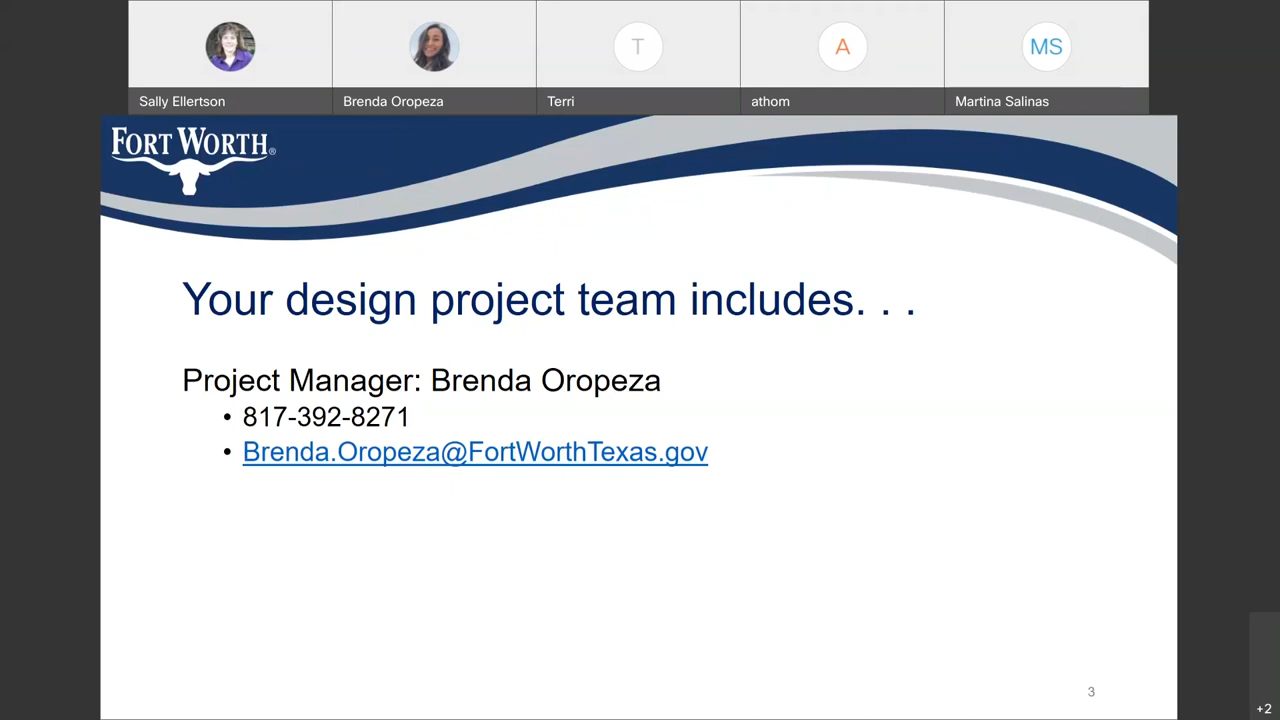 T
A
MS
Sally Ellertson
Brenda Oropeza
Terri
athom
Martina Salinas
FORT WORTH®
Your design project team includes. . .
Project Manager: Brenda Oropeza
• 817-392-8271
• Brenda.Oropeza@FortWorthTexas.gov
3
+2